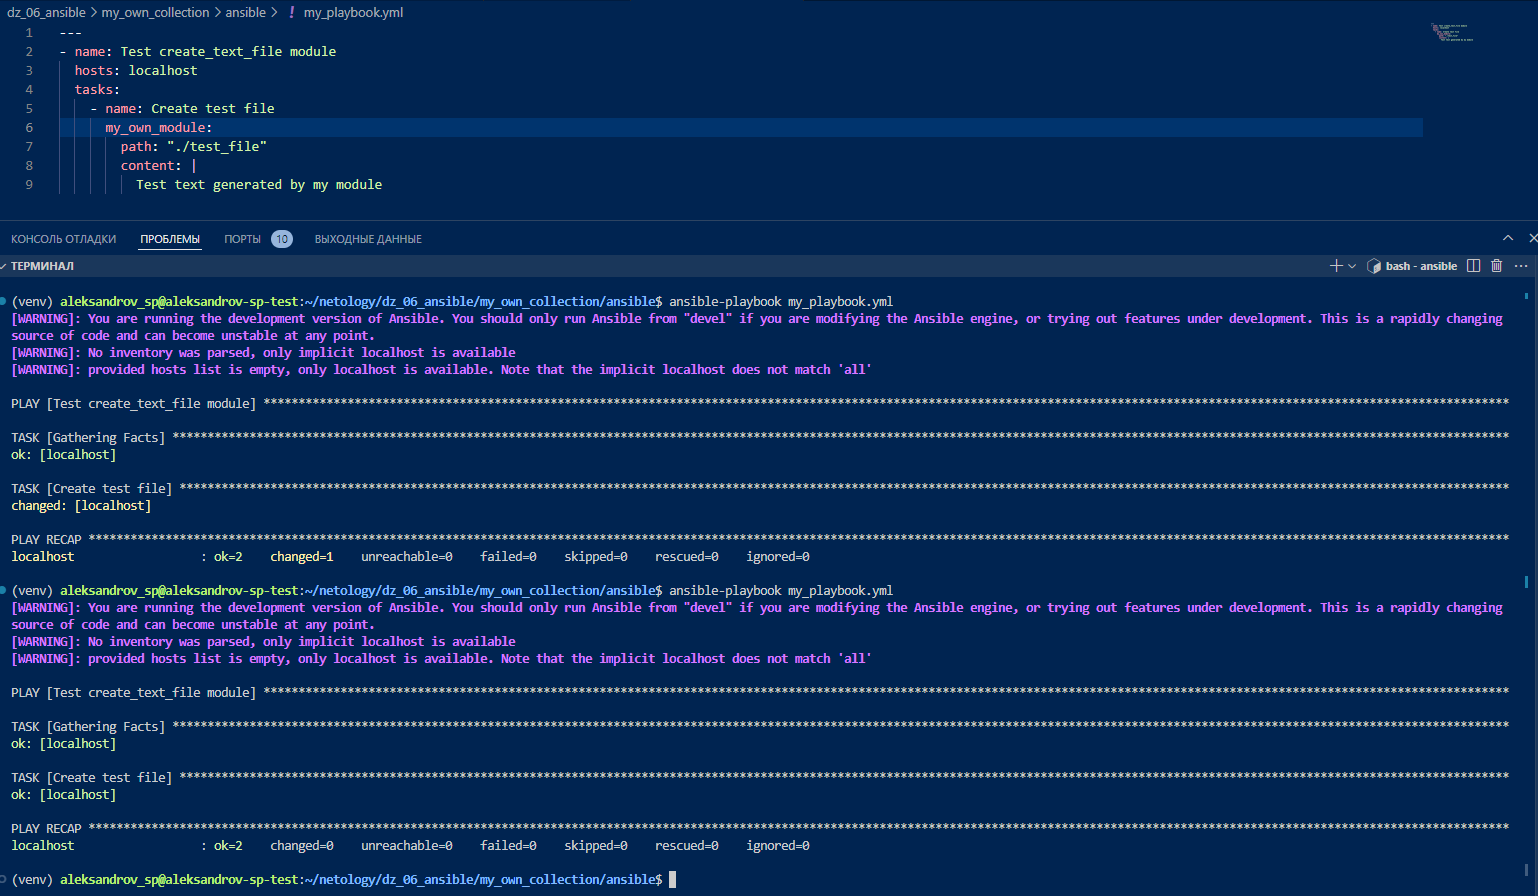 dz_06_ansible > my_own_collection > ansible > ! my_playbook.yml
1 ---
2 - name: Test create_text_file module
3 hosts: localhost
4 tasks:
5 - name: Create test file
6 my_own_module:
7 path: "./test_file"
8 content: |
9 Test text generated by my module
КОНСОЛЬ ОТЛАДКИ ПРОБЛЕМЫ ПОРТЫ 10 ВЫХОДНЫЕ ДАННЫЕ
ТЕРМИНАЛ bash - ansible
(venv) aleksandrov_sp@aleksandrov-sp-test:~/netology/dz_06_ansible/my_own_collection/ansible$ ansible-playbook my_playbook.yml
[WARNING]: You are running the development version of Ansible. You should only run Ansible from "devel" if you are modifying the Ansible engine, or trying out features under development. This is a rapidly changing
source of code and can become unstable at any point.
[WARNING]: No inventory was parsed, only implicit localhost is available
[WARNING]: provided hosts list is empty, only localhost is available. Note that the implicit localhost does not match 'all'
PLAY [Test create_text_file module] ****************************************
TASK [Gathering Facts] ****************************************
ok: [localhost]
TASK [Create test file] ****************************************
changed: [localhost]
PLAY RECAP ****************************************
localhost : ok=2 changed=1 unreachable=0 failed=0 skipped=0 rescued=0 ignored=0
(venv) aleksandrov_sp@aleksandrov-sp-test:~/netology/dz_06_ansible/my_own_collection/ansible$ ansible-playbook my_playbook.yml
[WARNING]: You are running the development version of Ansible. You should only run Ansible from "devel" if you are modifying the Ansible engine, or trying out features under development. This is a rapidly changing
source of code and can become unstable at any point.
[WARNING]: No inventory was parsed, only implicit localhost is available
[WARNING]: provided hosts list is empty, only localhost is available. Note that the implicit localhost does not match 'all'
PLAY [Test create_text_file module] ****************************************
TASK [Gathering Facts] ****************************************
ok: [localhost]
TASK [Create test file] ****************************************
ok: [localhost]
PLAY RECAP ****************************************
localhost : ok=2 changed=0 unreachable=0 failed=0 skipped=0 rescued=0 ignored=0
(venv) aleksandrov_sp@aleksandrov-sp-test:~/netology/dz_06_ansible/my_own_collection/ansible$